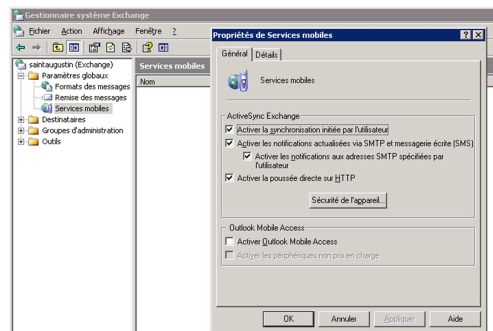 Gestionnaire système Exchange
Fichier Action Affichage Fenêtre ?
saintaugustin (Exchange)
Paramètres globaux
Formats des messages
Remise des messages
Services mobiles
Destinataires
Groupes d'administration
Outils
Services mobiles
Nom
Propriétés de Services mobiles
Général Détails
Services mobiles
ActiveSync Exchange
Activer la synchronisation initiée par l'utilisateur
Activer les notifications actualisées via SMTP et messagerie écrite (SMS)
Activer les notifications aux adresses SMTP spécifiées par
l'utilisateur
Activer la poussée directe sur HTTP
Sécurité de l'appareil...
Outlook Mobile Access
Activer Outlook Mobile Access
Activer les périphériques non pris en charge
OK Annuler Appliquer Aide